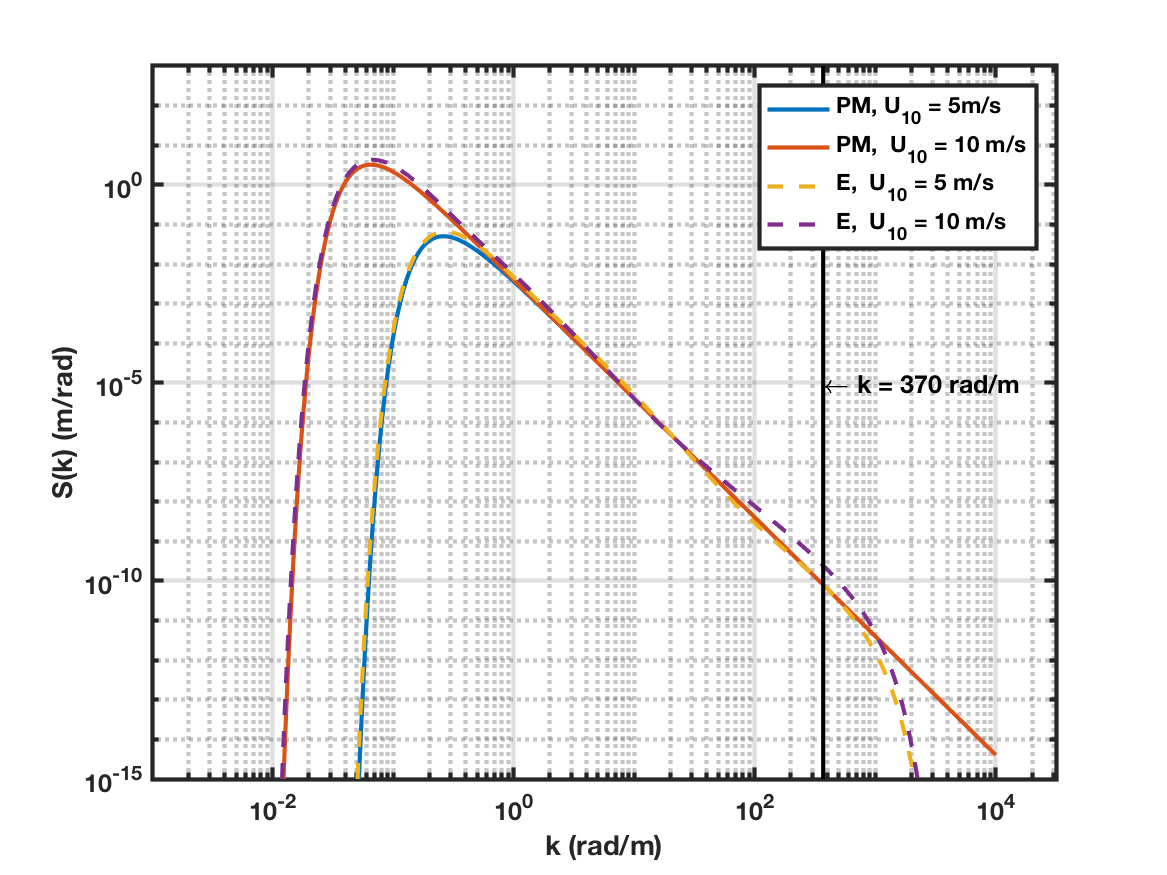 PM, U10 = 5m/s
PM, U10 = 10 m/s
E, U10 = 5 m/s
E, U10 = 10 m/s
10^0
10^-5
10^-10
10^-15
S(k) (m/rad)
← k = 370 rad/m
10^-2 10^0 10^2 10^4
k (rad/m)